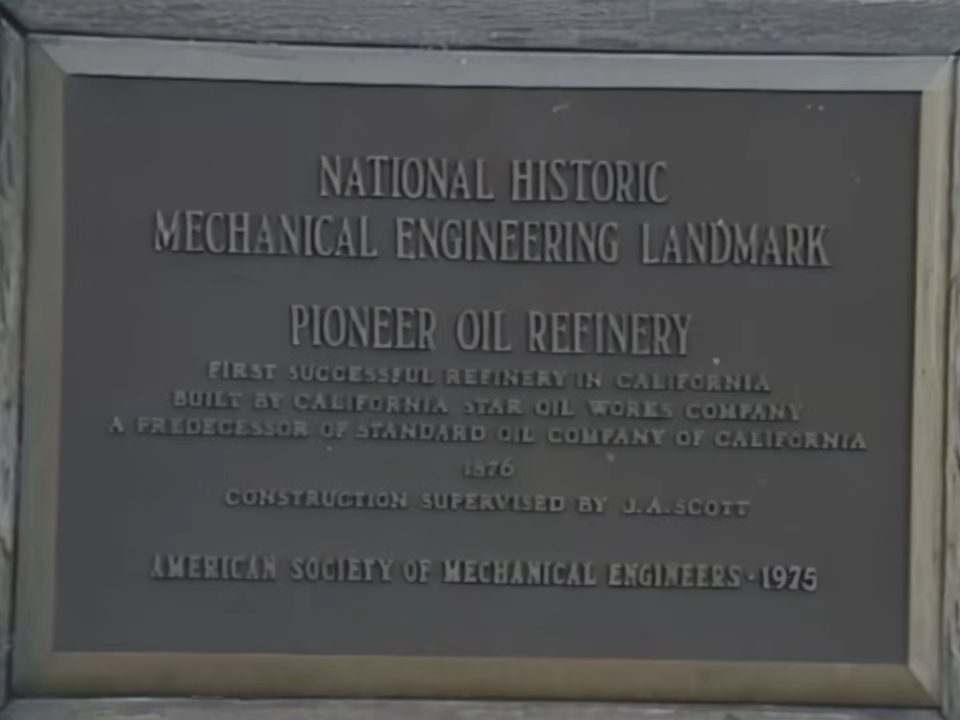 NATIONAL HISTORIC
MECHANICAL ENGINEERING LANDMARK
PIONEER OIL REFINERY
FIRST SUCCESSFUL REFINERY IN CALIFORNIA
BUILT BY CALIFORNIA STAR OIL WORKS COMPANY
A PREDECESSOR OF STANDARD OIL COMPANY OF CALIFORNIA
1876
CONSTRUCTION SUPERVISED BY J.A.SCOTT
AMERICAN SOCIETY OF MECHANICAL ENGINEERS·1975